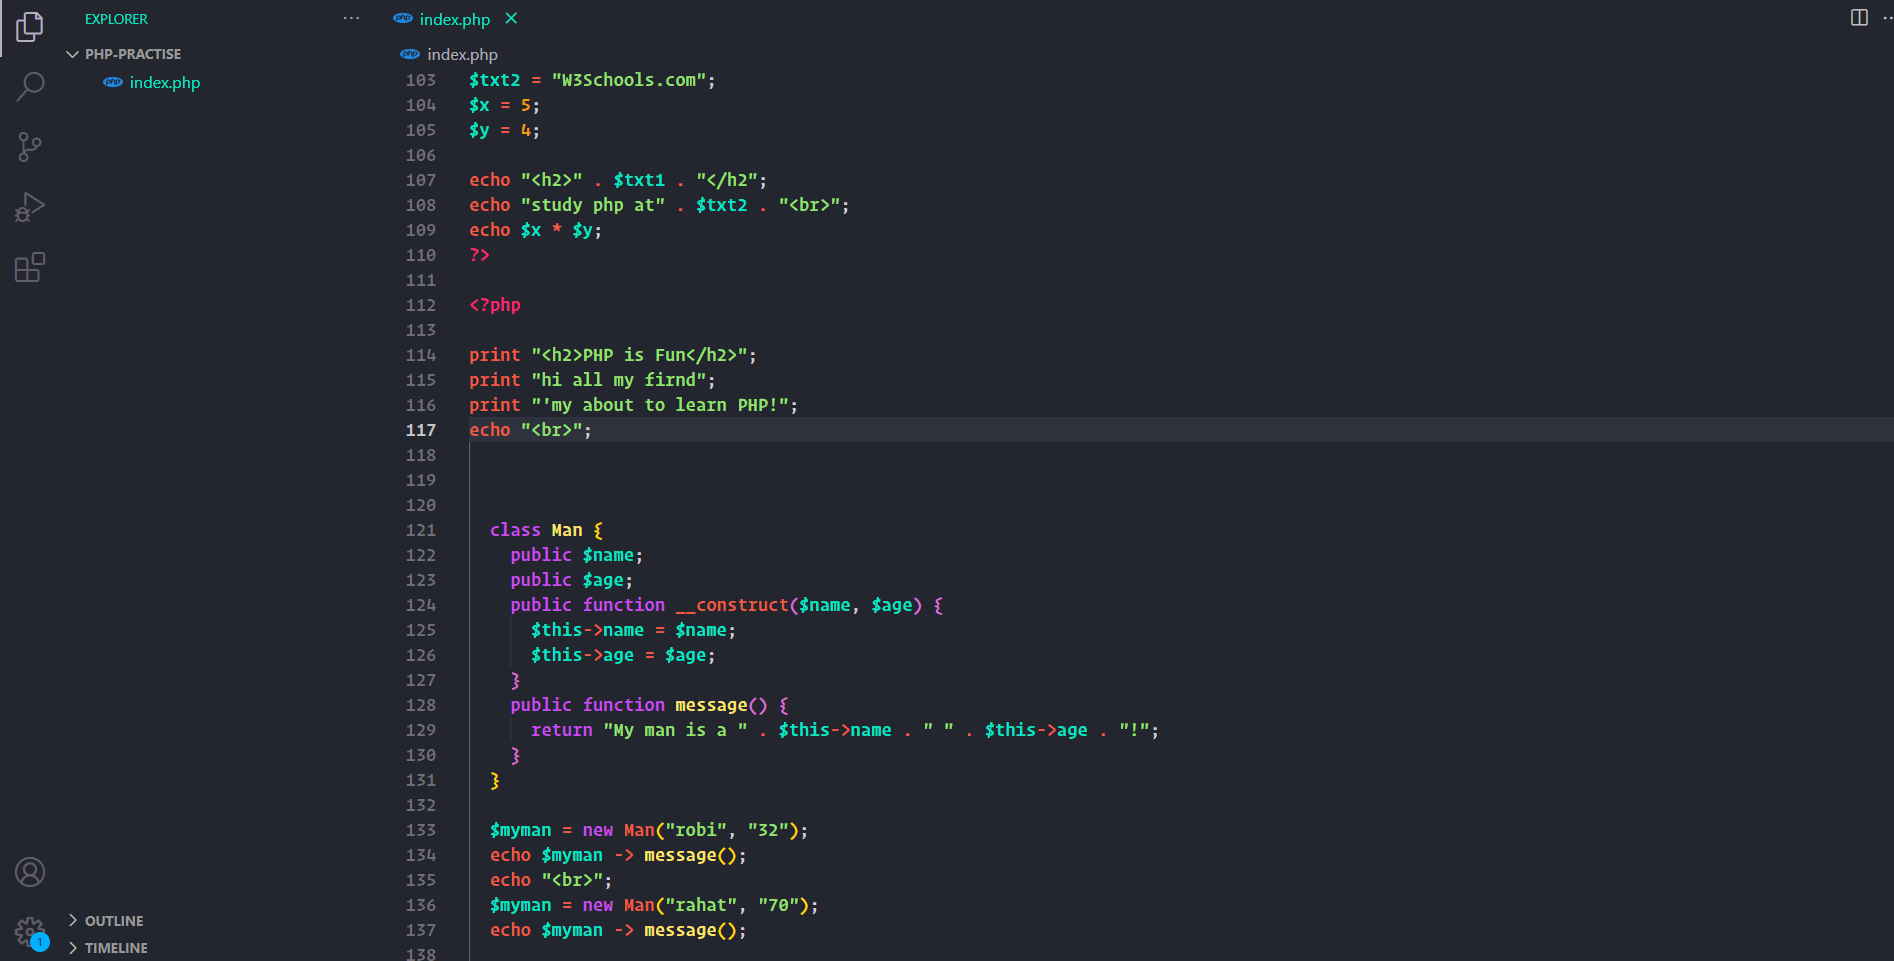 EXPLORER
PHP-PRACTISE
index.php
index.php
index.php
103 $txt2 = "W3Schools.com";
104 $x = 5;
105 $y = 4;
106
107 echo "<h2>" . $txt1 . "</h2";
108 echo "study php at" . $txt2 . "<br>";
109 echo $x * $y;
110 ?>
111
112 <?php
113
114 print "<h2>PHP is Fun</h2>";
115 print "hi all my firnd";
116 print "'my about to learn PHP!";
117 echo "<br>";
118
119
120
121 class Man {
122 public $name;
123 public $age;
124 public function __construct($name, $age) {
125 $this->name = $name;
126 $this->age = $age;
127 }
128 public function message() {
129 return "My man is a " . $this->name . " " . $this->age . "!";
130 }
131 }
132
133 $myman = new Man("robi", "32");
134 echo $myman -> message();
135 echo "<br>";
136 $myman = new Man("rahat", "70");
137 echo $myman -> message();
138
OUTLINE
1
TIMELINE